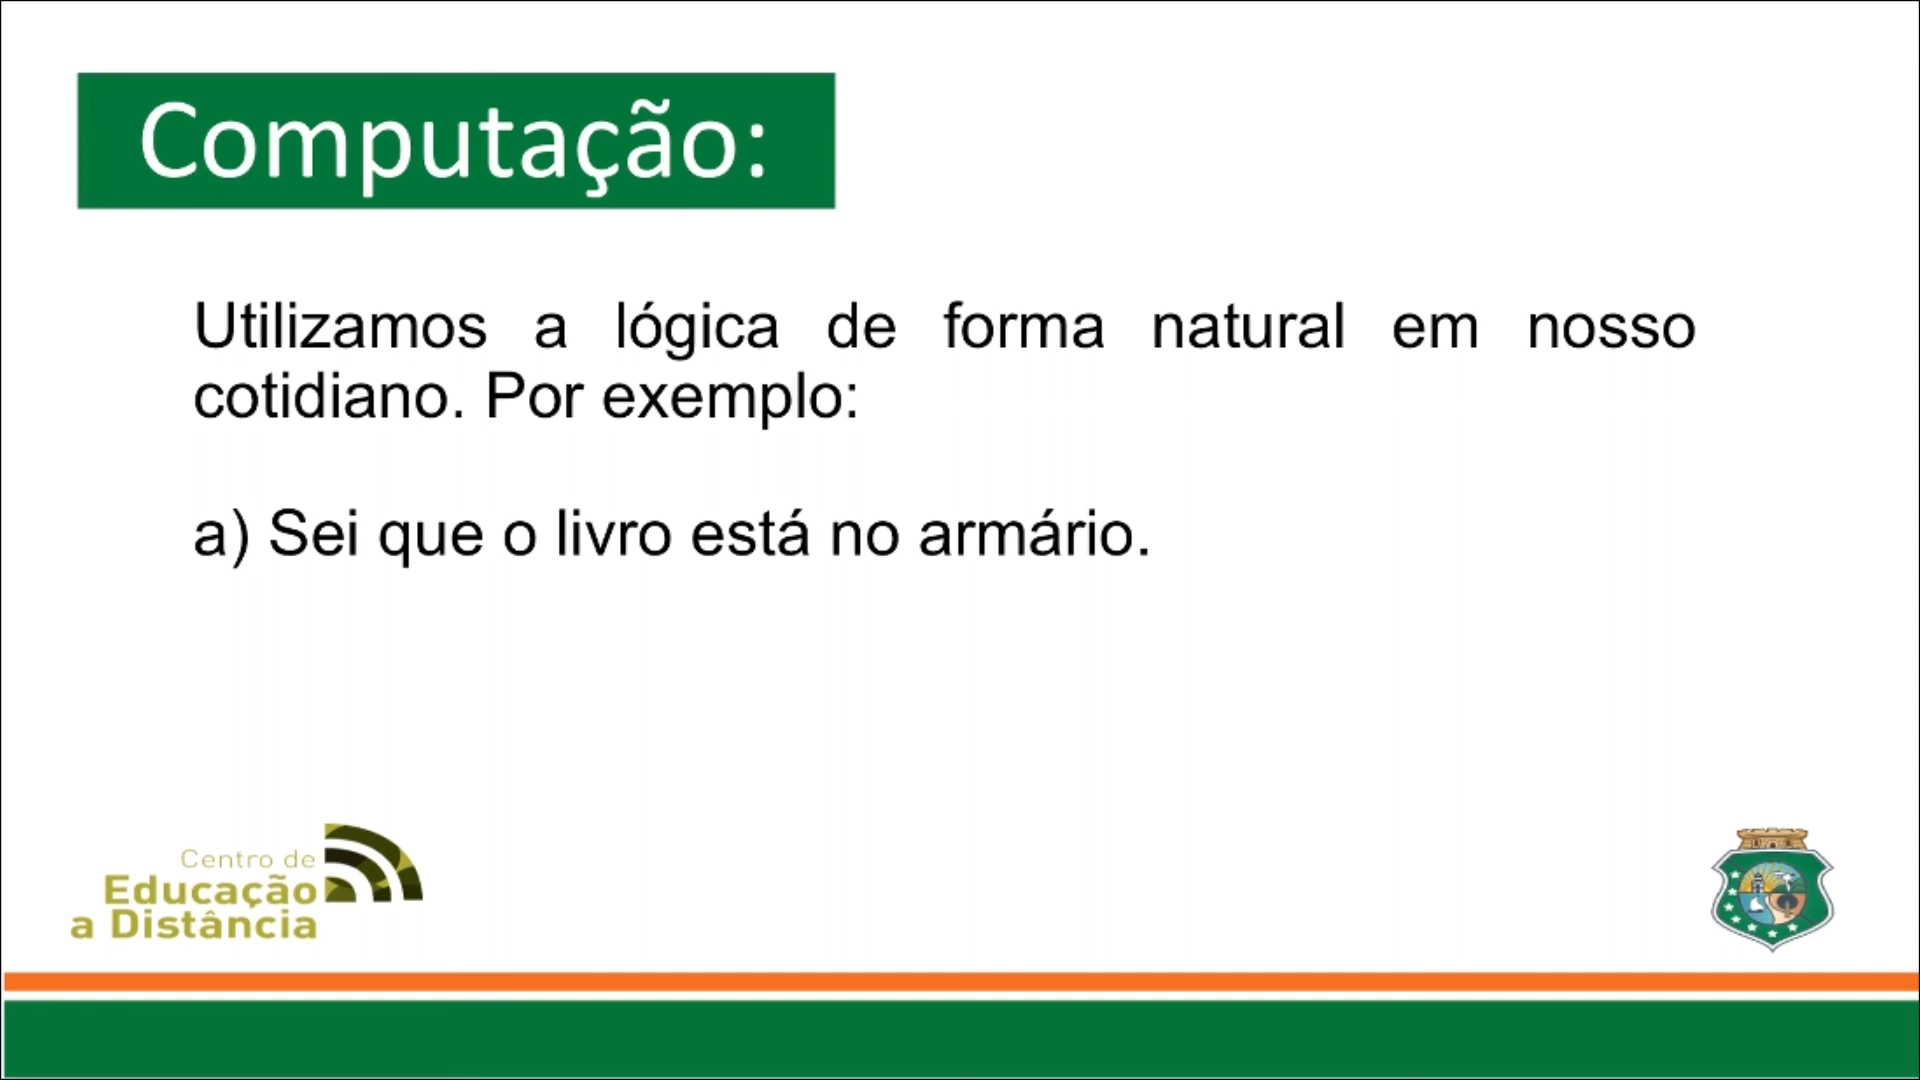 Computação:
Utilizamos a lógica de forma natural em nosso
cotidiano. Por exemplo:
a) Sei que o livro está no armário.
Centro de
Educação
a Distância